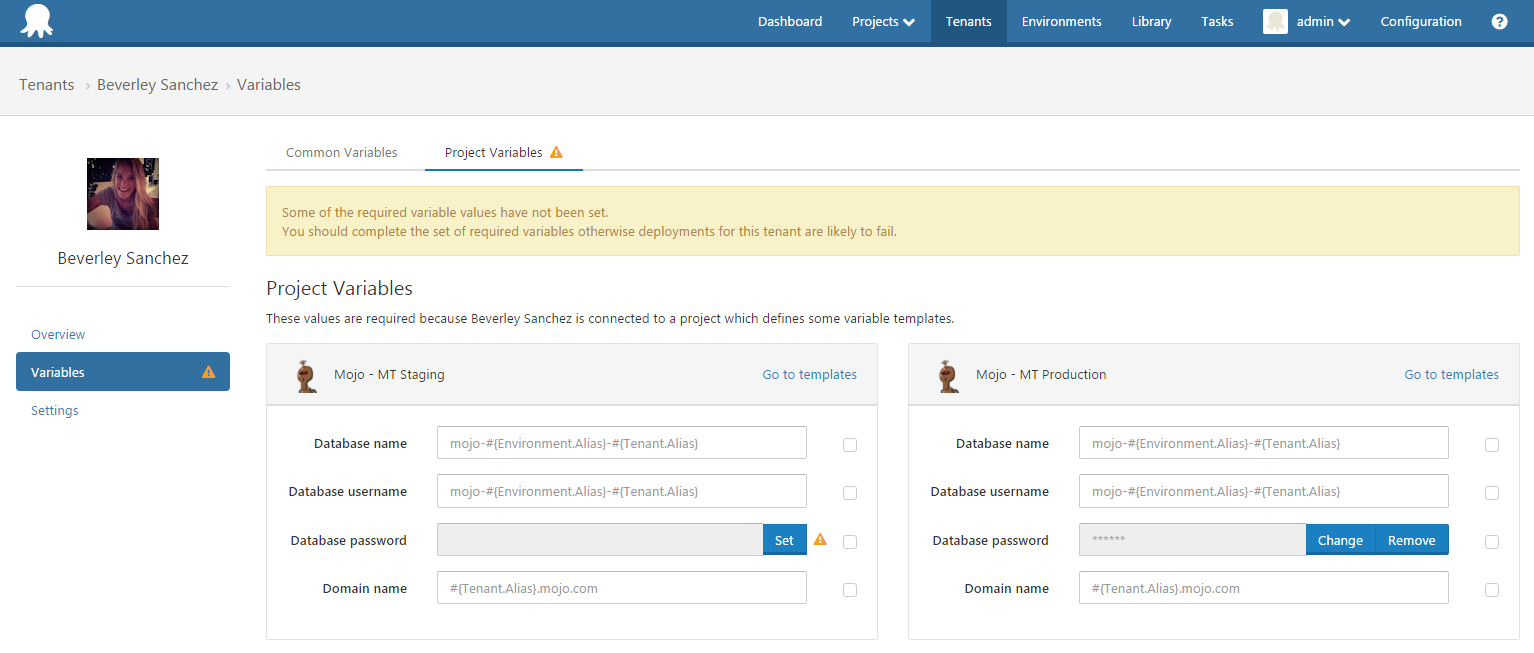 Dashboard Projects Tenants Environments Library Tasks admin Configuration ?
Tenants › Beverley Sanchez › Variables
Beverley Sanchez
Overview
Variables
Settings
Common Variables Project Variables
Some of the required variable values have not been set.
You should complete the set of required variables otherwise deployments for this tenant are likely to fail.
Project Variables
These values are required because Beverley Sanchez is connected to a project which defines some variable templates.
Mojo - MT Staging Go to templates
Database name mojo-#{Environment.Alias}-#{Tenant.Alias}
Database username mojo-#{Environment.Alias}-#{Tenant.Alias}
Database password Set
Domain name #{Tenant.Alias}.mojo.com
Mojo - MT Production Go to templates
Database name mojo-#{Environment.Alias}-#{Tenant.Alias}
Database username mojo-#{Environment.Alias}-#{Tenant.Alias}
Database password ****** Change Remove
Domain name #{Tenant.Alias}.mojo.com